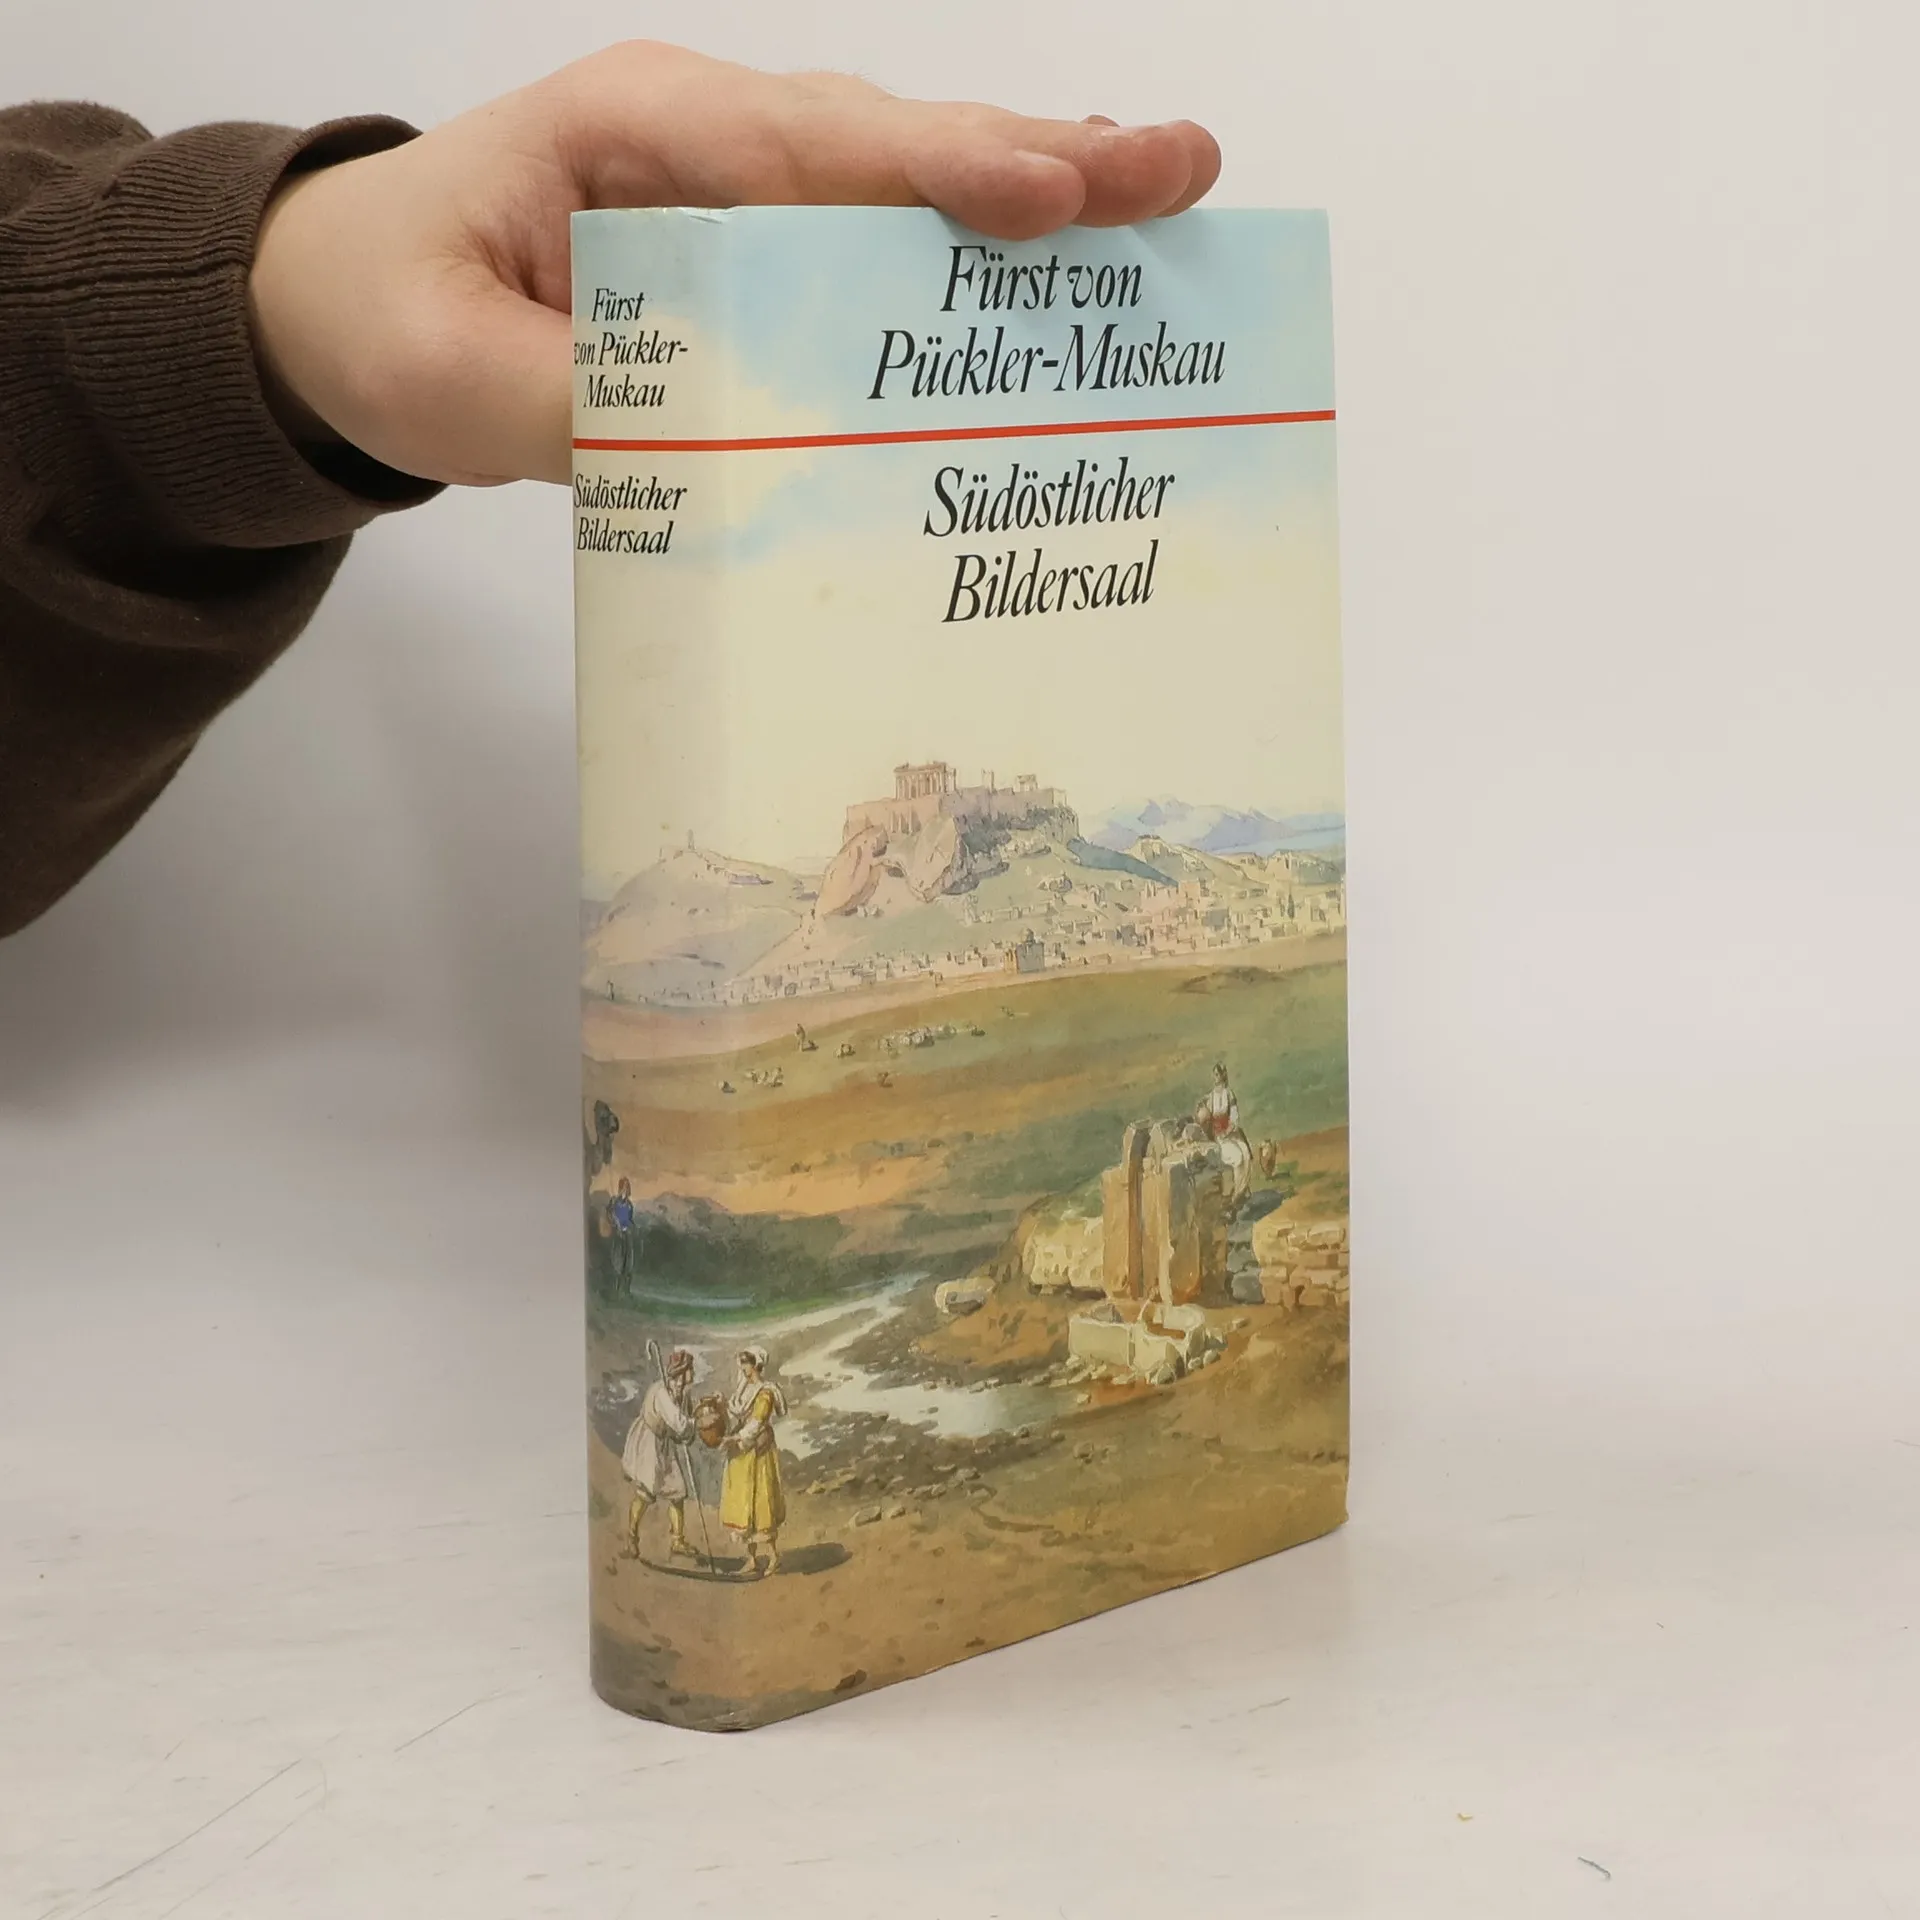 Fürst
von Pückler-
Muskau
Südöstlicher
Bildersaal
Fürst von
Pückler-Muskau
Südöstlicher
Bildersaal